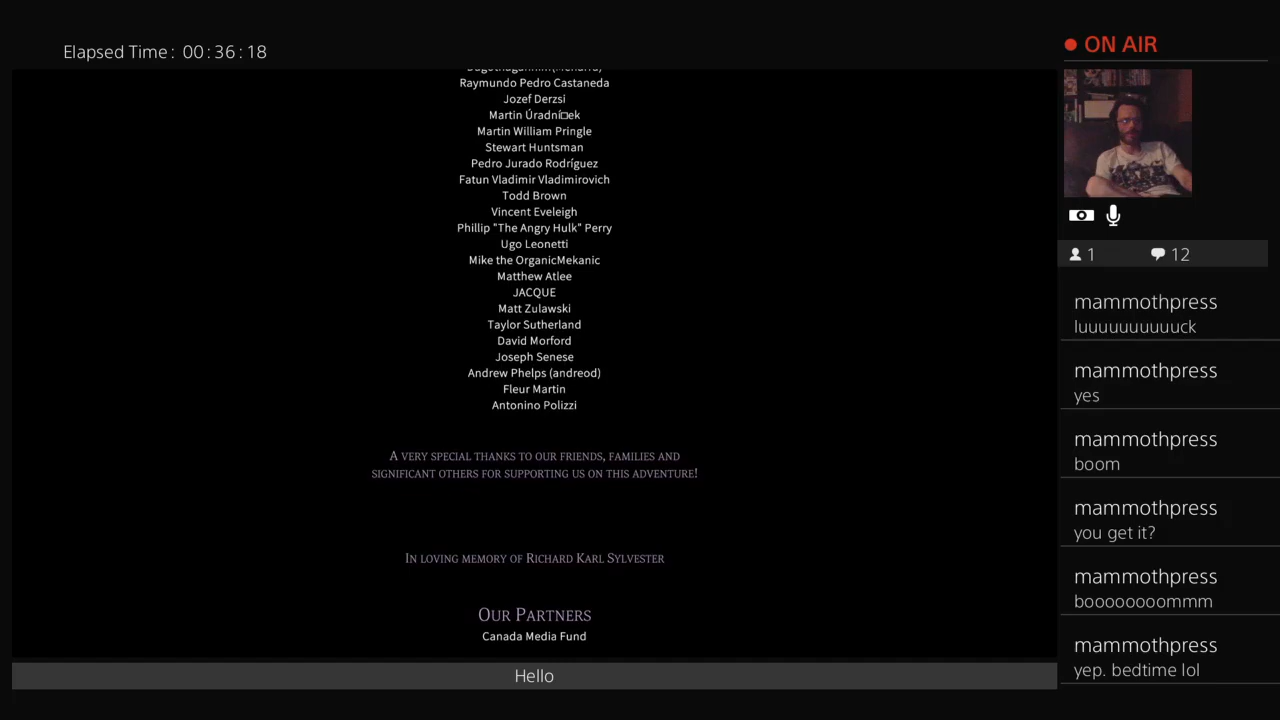 Elapsed Time: 00:36:18
ON AIR
Raymundo Pedro Castaneda
Jozef Derzsi
Martin Úradní□ek
Martin William Pringle
Stewart Huntsman
Pedro Jurado Rodríguez
Fatun Vladimir Vladimirovich
Todd Brown
Vincent Eveleigh
Phillip "The Angry Hulk" Perry
Ugo Leonetti
Mike the OrganicMekanic
Matthew Atlee
JACQUE
Matt Zulawski
Taylor Sutherland
David Morford
Joseph Senese
Andrew Phelps (andreod)
Fleur Martin
Antonino Polizzi
A VERY SPECIAL THANKS TO OUR FRIENDS, FAMILIES AND
SIGNIFICANT OTHERS FOR SUPPORTING US ON THIS ADVENTURE!
IN LOVING MEMORY OF RICHARD KARL SYLVESTER
OUR PARTNERS
Canada Media Fund
Hello
1 12
mammothpress
luuuuuuuuuuck
mammothpress
yes
mammothpress
boom
mammothpress
you get it?
mammothpress
boooooooommm
mammothpress
yep. bedtime lol